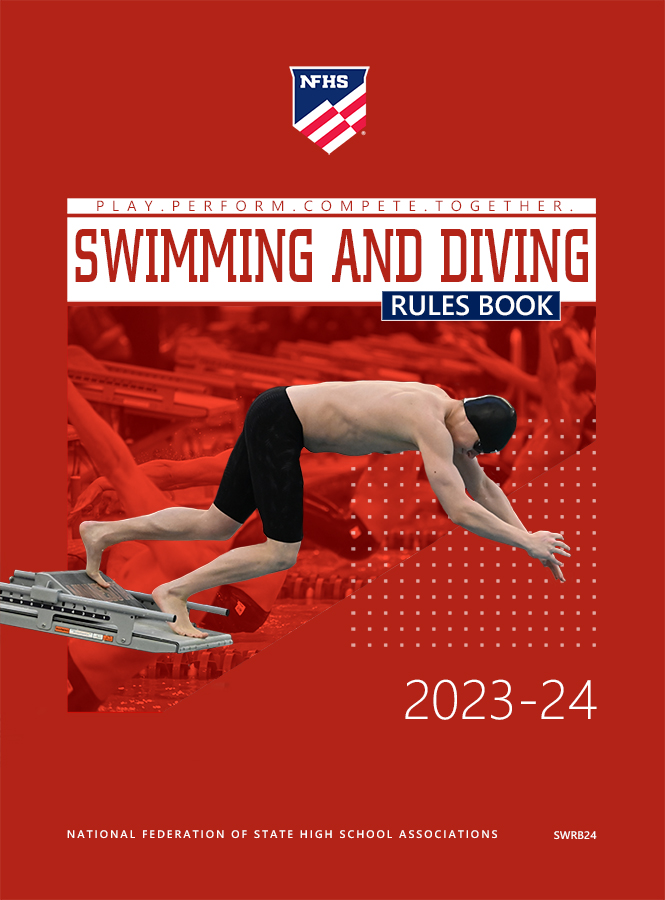 NFHS
PLAY.PERFORM.COMPETE.TOGETHER.
SWIMMING AND DIVING
RULES BOOK
2023-24
NATIONAL FEDERATION OF STATE HIGH SCHOOL ASSOCIATIONS SWRB24